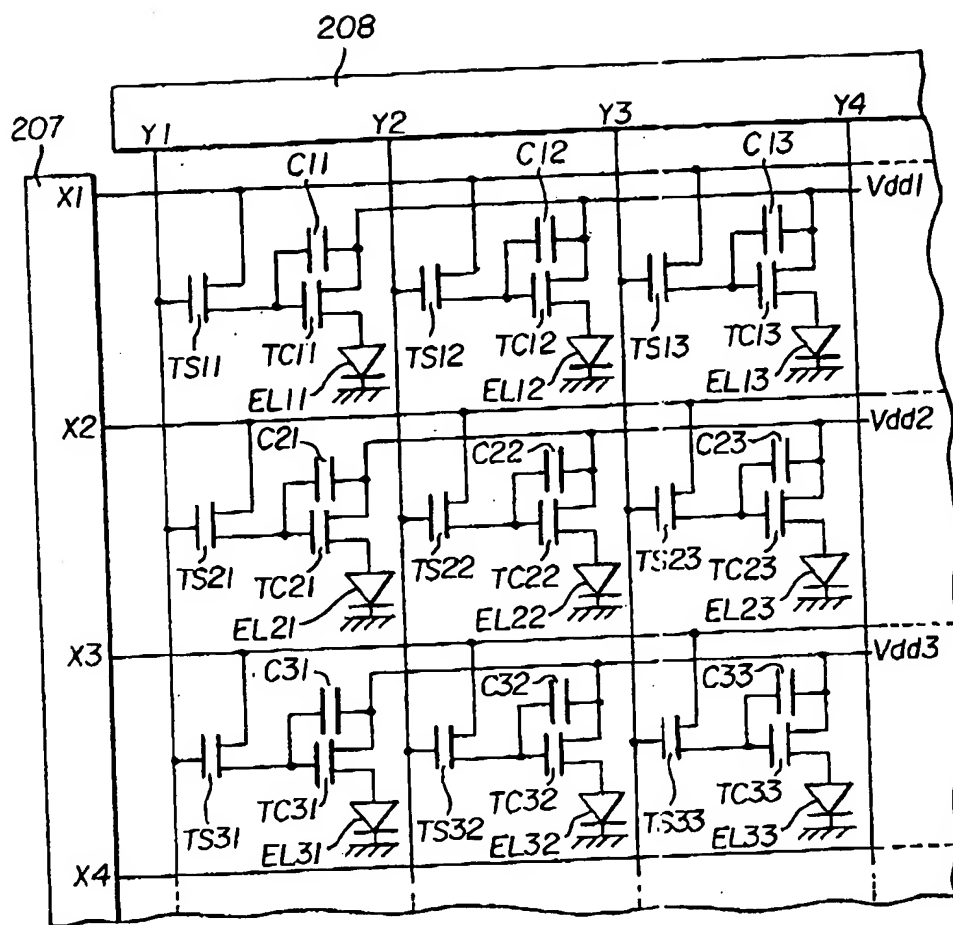 208
207
Y1 Y2 Y3 Y4
C11 C12 C13
X1 Vdd1
TS11 TC11 TS12 TC12 TS13 TC13
EL11 EL12 EL13
X2 Vdd2
C21 C22 C23
TS21 TC21 TS22 TC22 TS23 TC23
EL21 EL22 EL23
X3 Vdd3
C31 C32 C33
TS31 TC31 TS32 TC32 TS33 TC33
EL31 EL32 EL33
X4